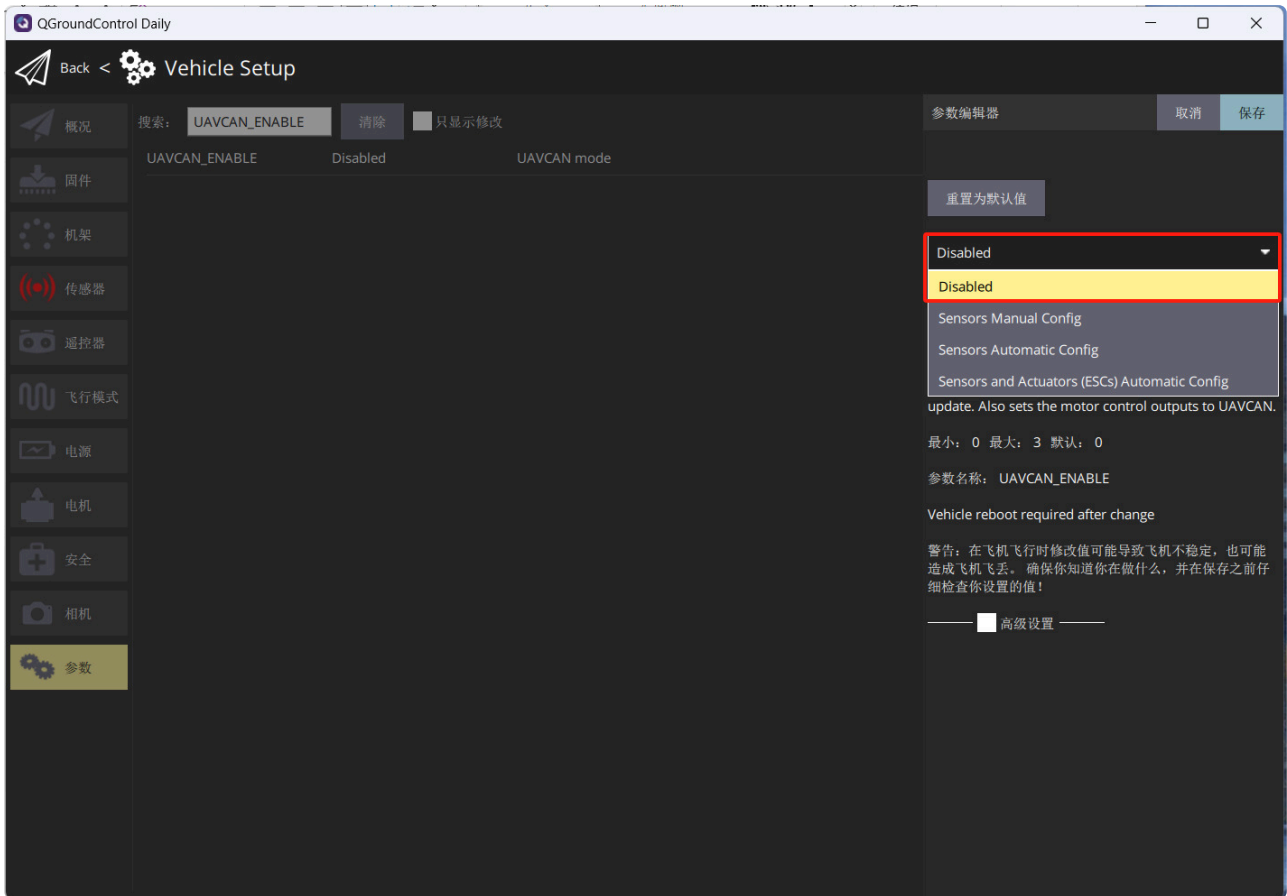 QGroundControl Daily
Back < Vehicle Setup
概况
固件
机架
传感器
遥控器
飞行模式
电源
电机
安全
相机
参数
搜索： UAVCAN_ENABLE 清除 只显示修改
UAVCAN_ENABLE Disabled UAVCAN mode
参数编辑器 取消 保存
重置为默认值
Disabled
Disabled
Sensors Manual Config
Sensors Automatic Config
Sensors and Actuators (ESCs) Automatic Config
update. Also sets the motor control outputs to UAVCAN.
最小： 0 最大： 3 默认： 0
参数名称： UAVCAN_ENABLE
Vehicle reboot required after change
警告：在飞机飞行时修改值可能导致飞机不稳定，也可能
造成飞机飞丢。 确保你知道你在做什么，并在保存之前仔
细检查你设置的值！
高级设置